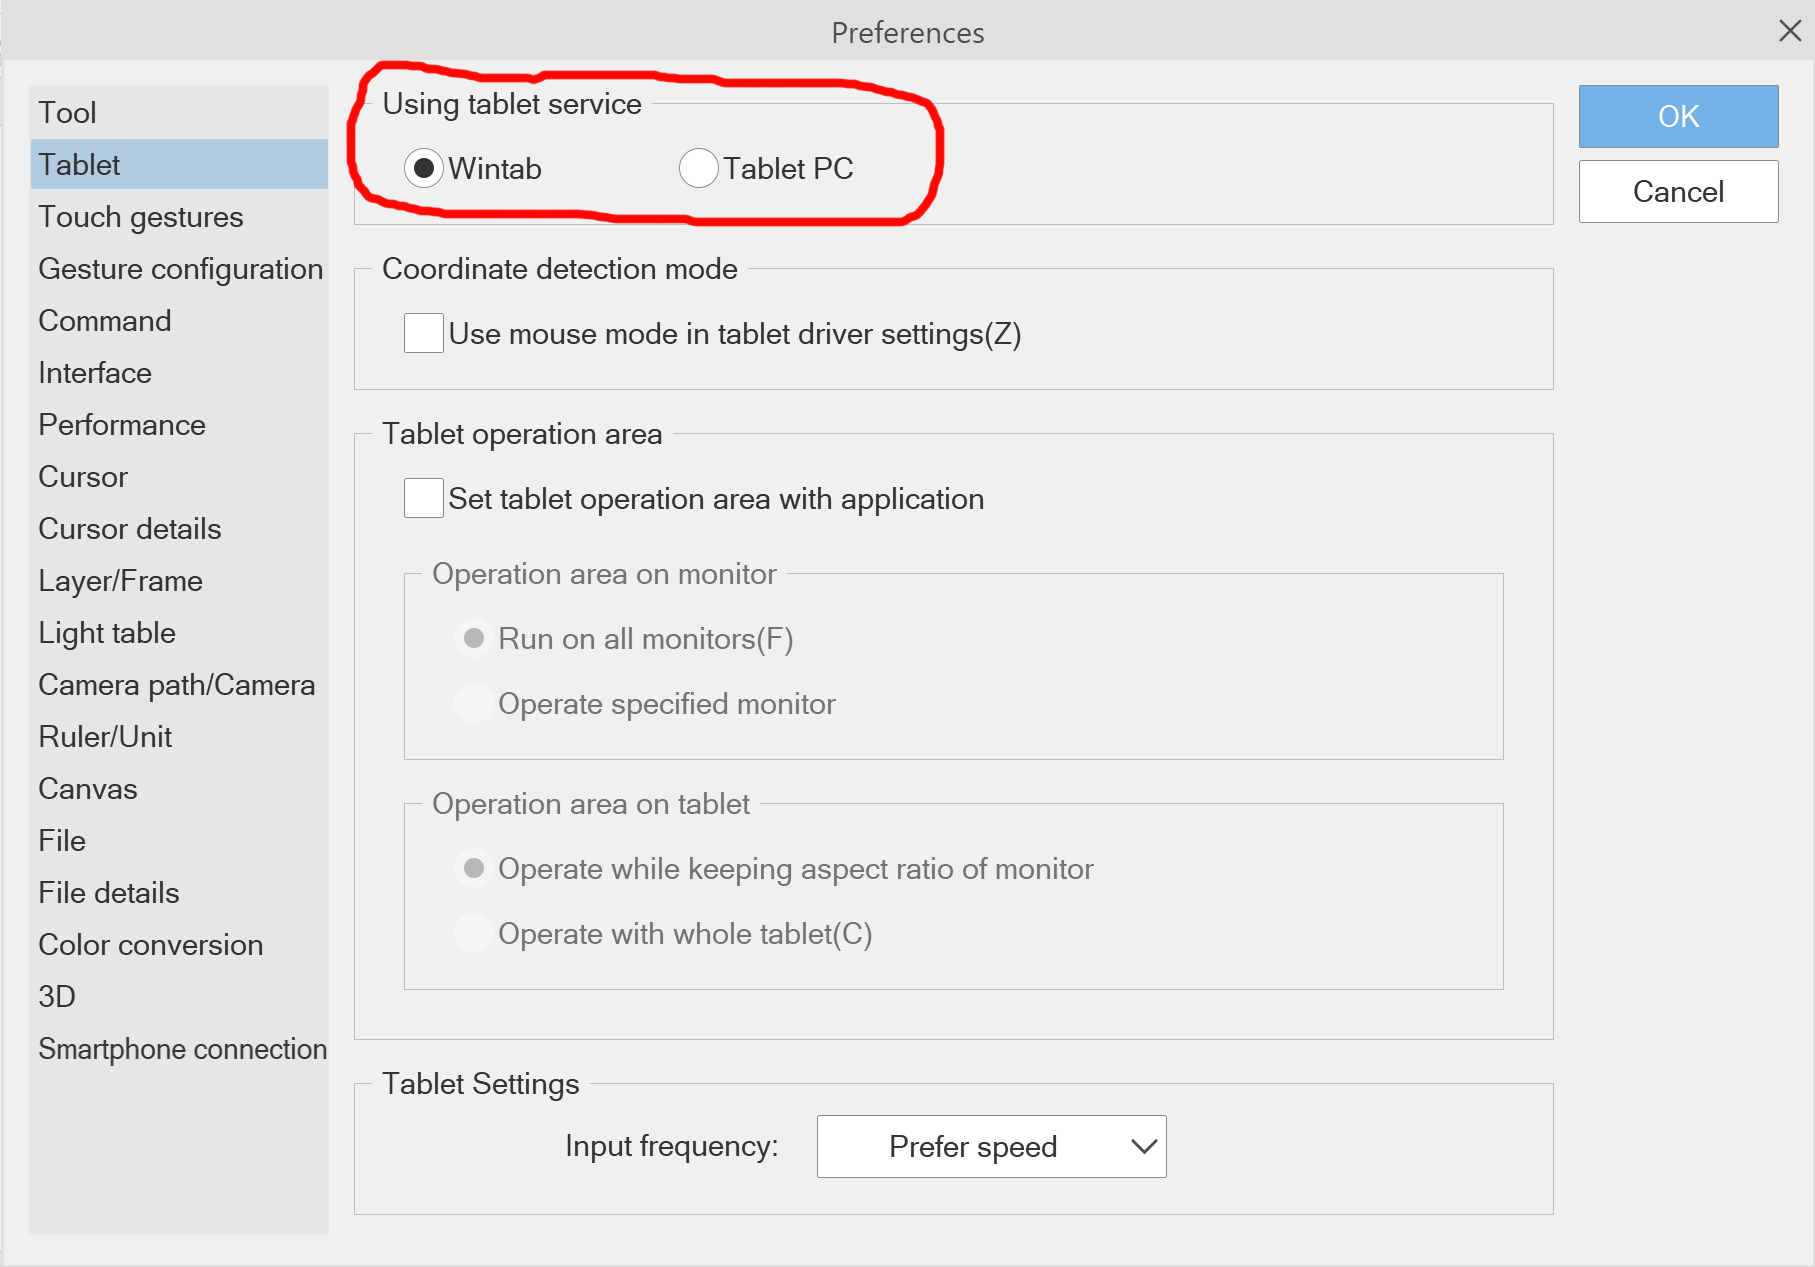 Preferences
Tool
Tablet
Touch gestures
Gesture configuration
Command
Interface
Performance
Cursor
Cursor details
Layer/Frame
Light table
Camera path/Camera
Ruler/Unit
Canvas
File
File details
Color conversion
3D
Smartphone connection
Using tablet service
Wintab Tablet PC
Coordinate detection mode
Use mouse mode in tablet driver settings(Z)
Tablet operation area
Set tablet operation area with application
Operation area on monitor
Run on all monitors(F)
Operate specified monitor
Operation area on tablet
Operate while keeping aspect ratio of monitor
Operate with whole tablet(C)
Tablet Settings
Input frequency: Prefer speed
OK
Cancel